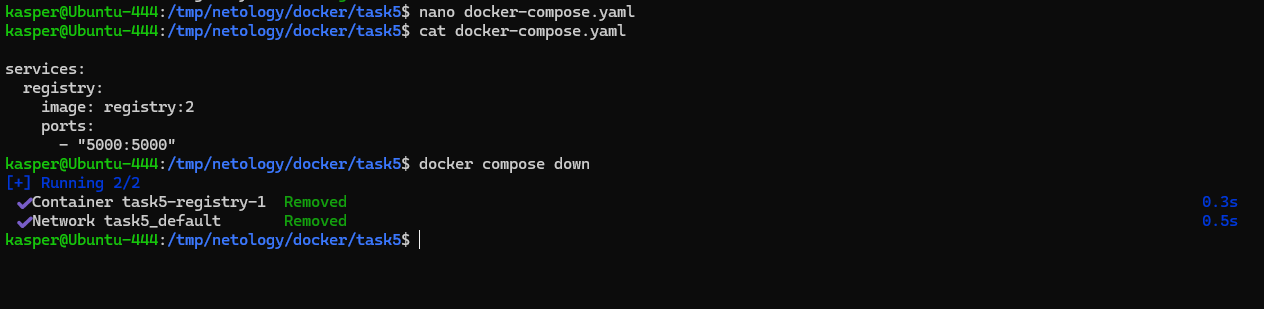 kasper@Ubuntu-444:/tmp/netology/docker/task5$ nano docker-compose.yaml
kasper@Ubuntu-444:/tmp/netology/docker/task5$ cat docker-compose.yaml

services:
  registry:
    image: registry:2
    ports:
      - "5000:5000"
kasper@Ubuntu-444:/tmp/netology/docker/task5$ docker compose down
[+] Running 2/2
 ✔Container task5-registry-1  Removed 0.3s
 ✔Network task5_default       Removed 0.5s
kasper@Ubuntu-444:/tmp/netology/docker/task5$